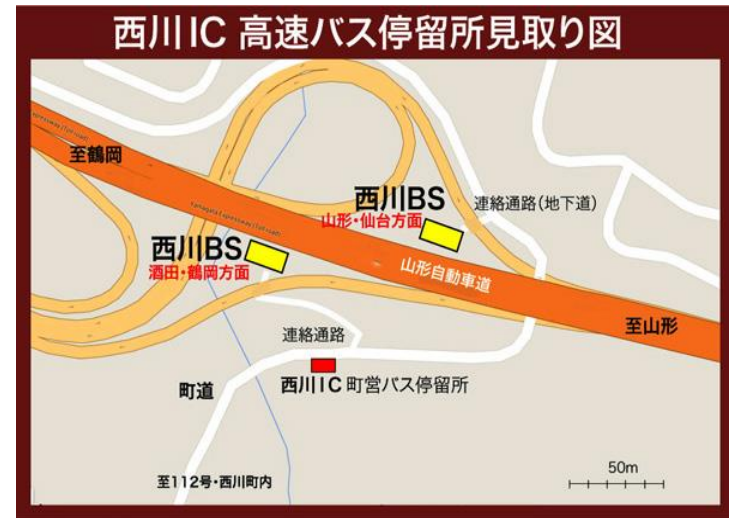 西川IC 高速バス停留所見取り図
至鶴岡
西川BS
山形・仙台方面
連絡通路(地下道)
Yamagata Expressway (Toll road)
西川BS
酒田・鶴岡方面
山形自動車道
至山形
連絡通路
西川IC 町営バス停留所
町道
至112号・西川町内
50m